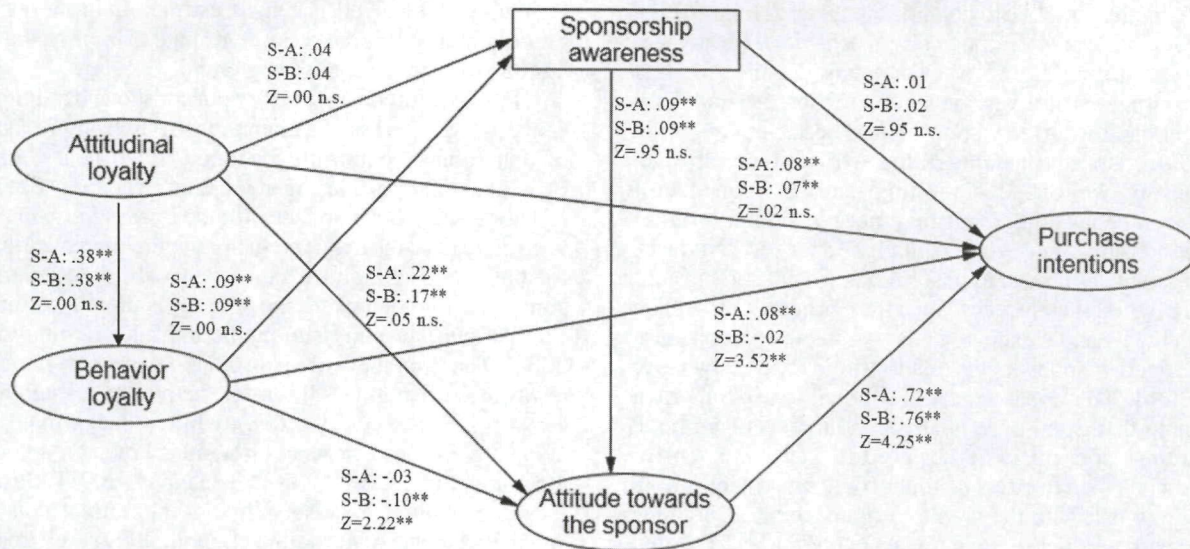 Sponsorship
awareness
S-A: .04
S-B: .04
Z=.00 n.s.
S-A: .01
S-B: .02
Z=.95 n.s.
S-A: .09**
S-B: .09**
Z=.95 n.s.
Attitudinal
loyalty
S-A: .08**
S-B: .07**
Z=.02 n.s.
Purchase
intentions
S-A: .38**
S-B: .38**
Z=.00 n.s.
S-A: .09**
S-B: .09**
Z=.00 n.s.
S-A: .22**
S-B: .17**
Z=-05 n.s.
S-A: .08**
S-B: -.02
Z=3.52**
Behavior
loyalty
S-A: .72**
S-B: .76**
Z=4.25**
S-A: -.03
S-B: -.10**
Z=2.22**
Attitude towards
the sponsor